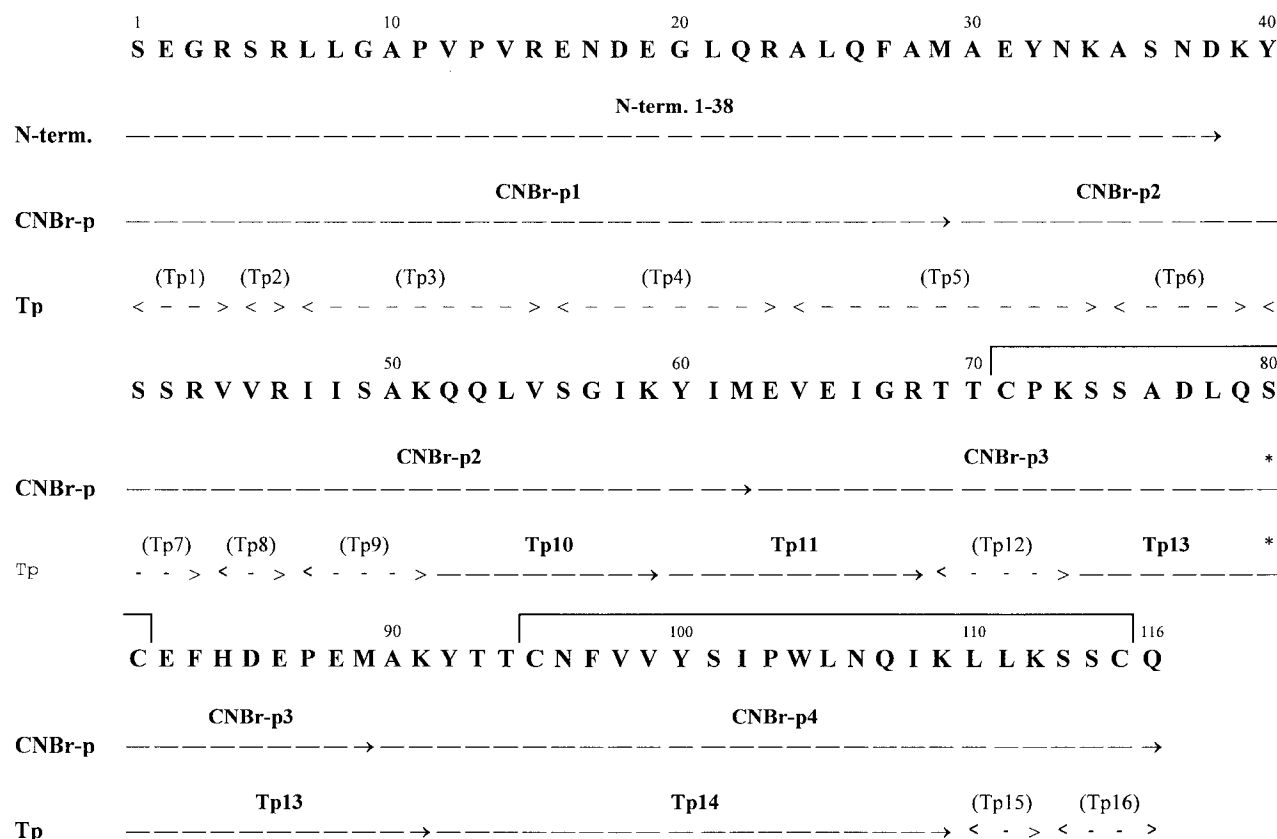 1 10 20 30 40
S E G R S R L L G A P V P V R E N D E G L Q R A L Q F A M A E Y N K A S N D K Y
N-term. 1-38
N-term.
CNBr-p1 CNBr-p2
CNBr-p
(Tp1) (Tp2) (Tp3) (Tp4) (Tp5) (Tp6)
Tp
50 60 70 80
S S R V V R I I S A K Q Q L V S G I K Y I M E V E I G R T T C P K S S A D L Q S
CNBr-p2 CNBr-p3 *
CNBr-p
(Tp7) (Tp8) (Tp9) Tp10 Tp11 (Tp12) Tp13 *
Tp
90 100 110 116
C E F H D E P E M A K Y T T C N F V V Y S I P W L N Q I K L L K S S C Q
CNBr-p3 CNBr-p4
CNBr-p
Tp13 Tp14 (Tp15) (Tp16)
Tp